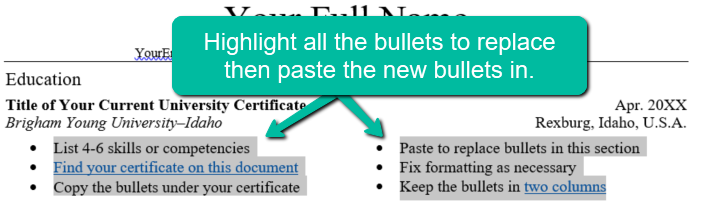 Your Full Name
Highlight all the bullets to replace
then paste the new bullets in.
Education
Title of Your Current University Certificate
Apr. 20XX
Brigham Young University–Idaho
Rexburg, Idaho, U.S.A.
• List 4-6 skills or competencies
• Find your certificate on this document
• Copy the bullets under your certificate
• Paste to replace bullets in this section
• Fix formatting as necessary
• Keep the bullets in two columns